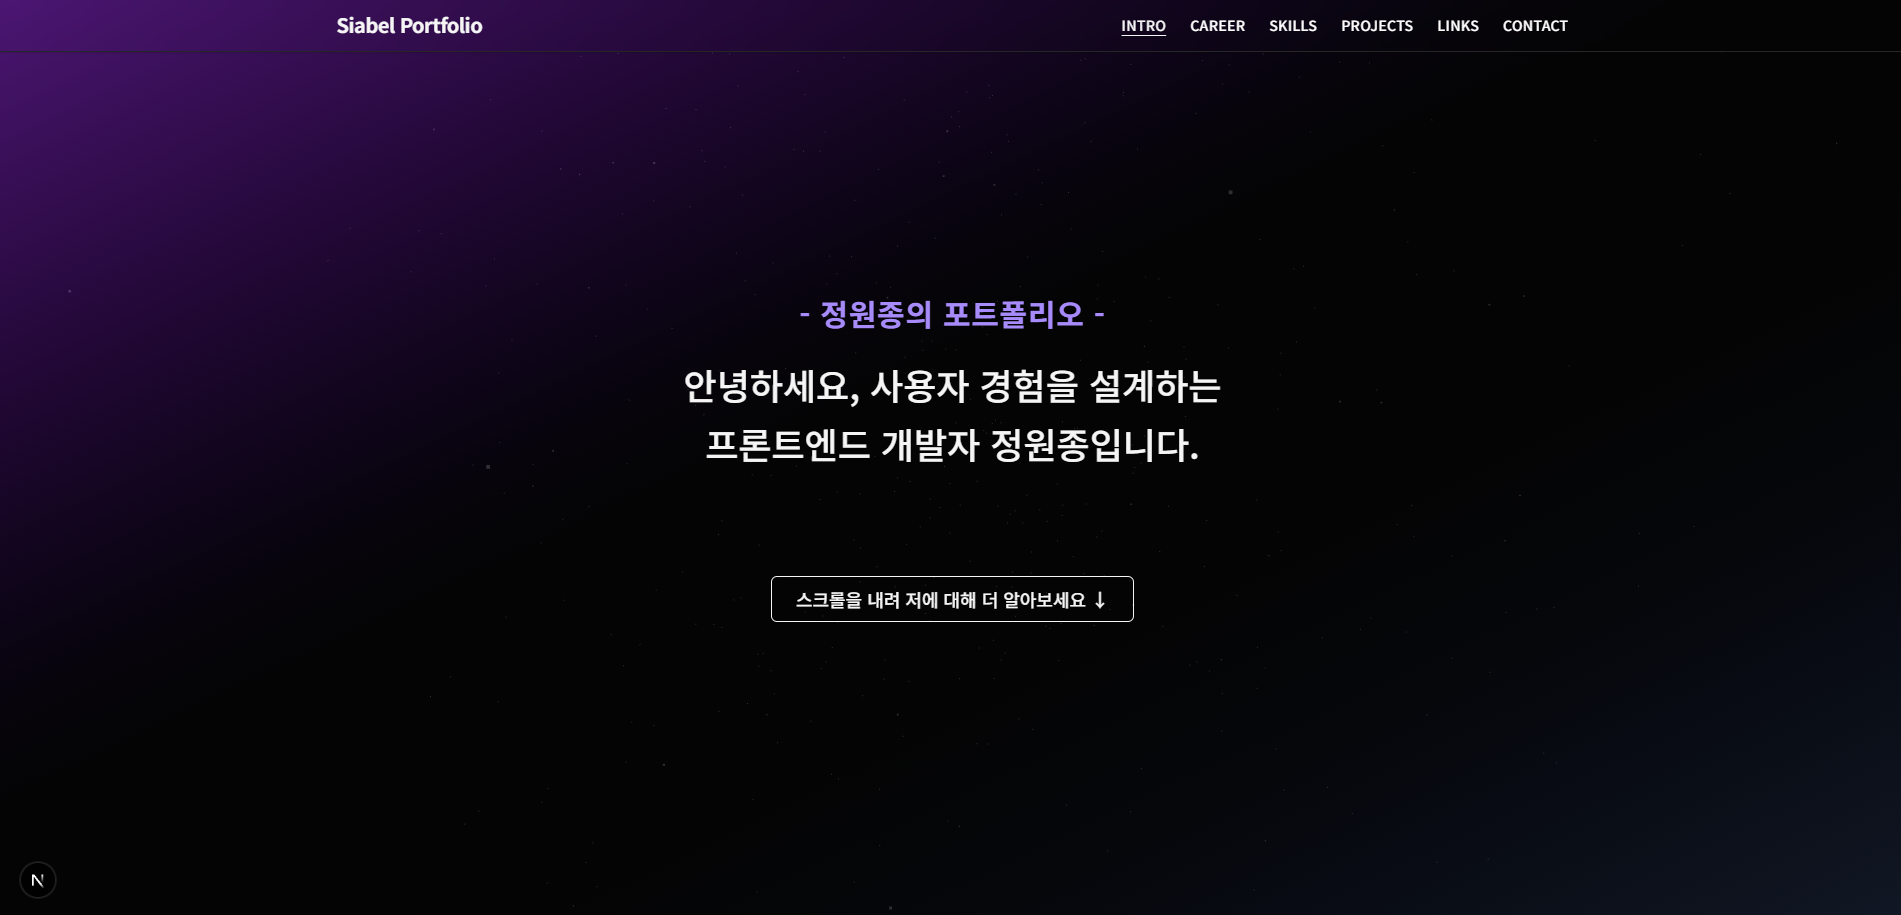 Siabel Portfolio
INTRO CAREER SKILLS PROJECTS LINKS CONTACT
- 정원종의 포트폴리오 -
안녕하세요, 사용자 경험을 설계하는
프론트엔드 개발자 정원종입니다.
스크롤을 내려 저에 대해 더 알아보세요 ↓
N